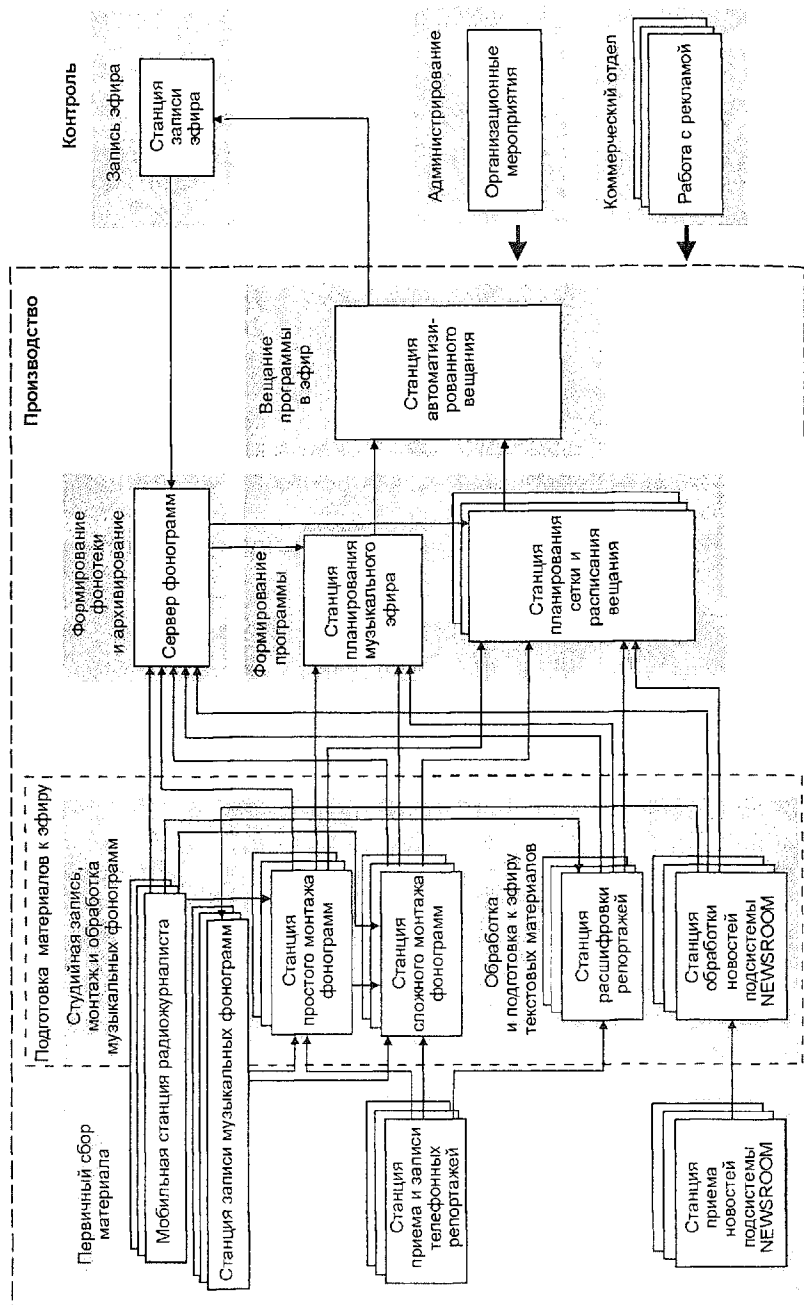 Производство
Контроль
Запись эфира
Станция
записи
эфира
Администрирование
Организационные
мероприятия
Коммерческий отдел
Работа с рекламой
Вещание
программы
в эфир
Станция
автоматизи-
рованного
вещания
Формирование
фонотеки
и архивирование
Сервер фонограмм
Формирование
программы
Станция
планирования
музыкального
эфира
Станция
планирования
сетки и
расписания
вещания
Подготовка материалов к эфиру
Студийная запись,
монтаж и обработка
музыкальных фонограмм
Мобильная станция радиожурналиста
Станция записи музыкальных фонограмм
Станция
простого монтажа
фонограмм
Станция
сложного монтажа
фонограмм
Обработка
и подготовка к эфиру
текстовых материалов
Станция
расшифровки
репортажей
Станция
обработки
новостей
подсистемы
NEWSROOM
Первичный сбор
материала
Станция
приема и записи
телефонных
репортажей
Станция
приема
новостей
подсистемы
NEWSROOM